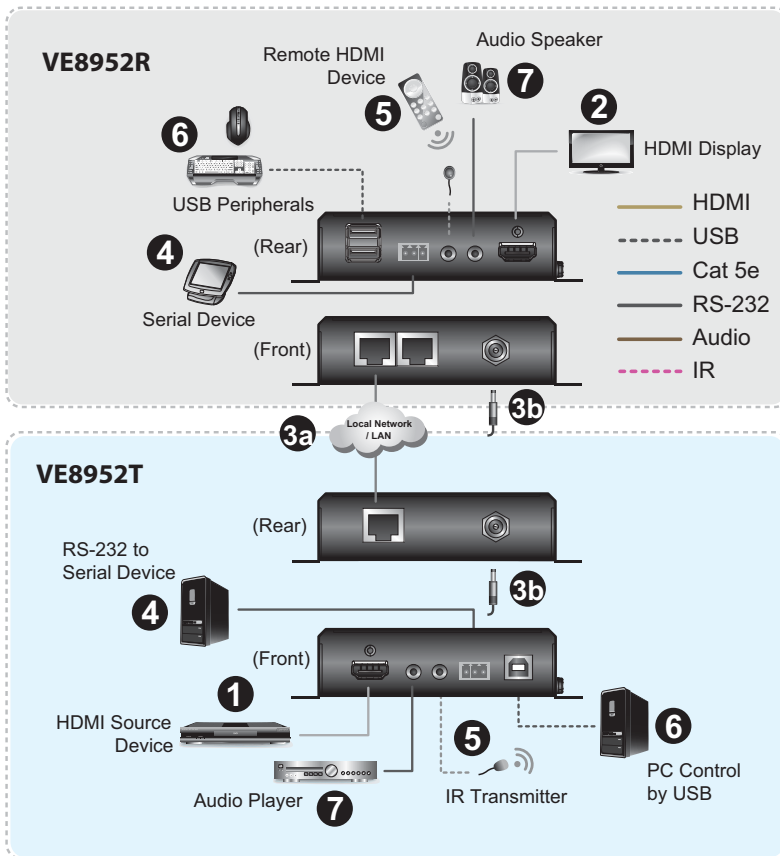 VE8952R
Remote HDMI
Device
5
Audio Speaker
7
2
HDMI Display
6
USB Peripherals
4
Serial Device
(Rear)
(Front)
HDMI
USB
Cat 5e
RS-232
Audio
IR
3a
Local Network
/ LAN
3b
VE8952T
(Rear)
3b
RS-232 to
Serial Device
4
(Front)
1
HDMI Source
Device
Audio Player
7
5
IR Transmitter
6
PC Control
by USB